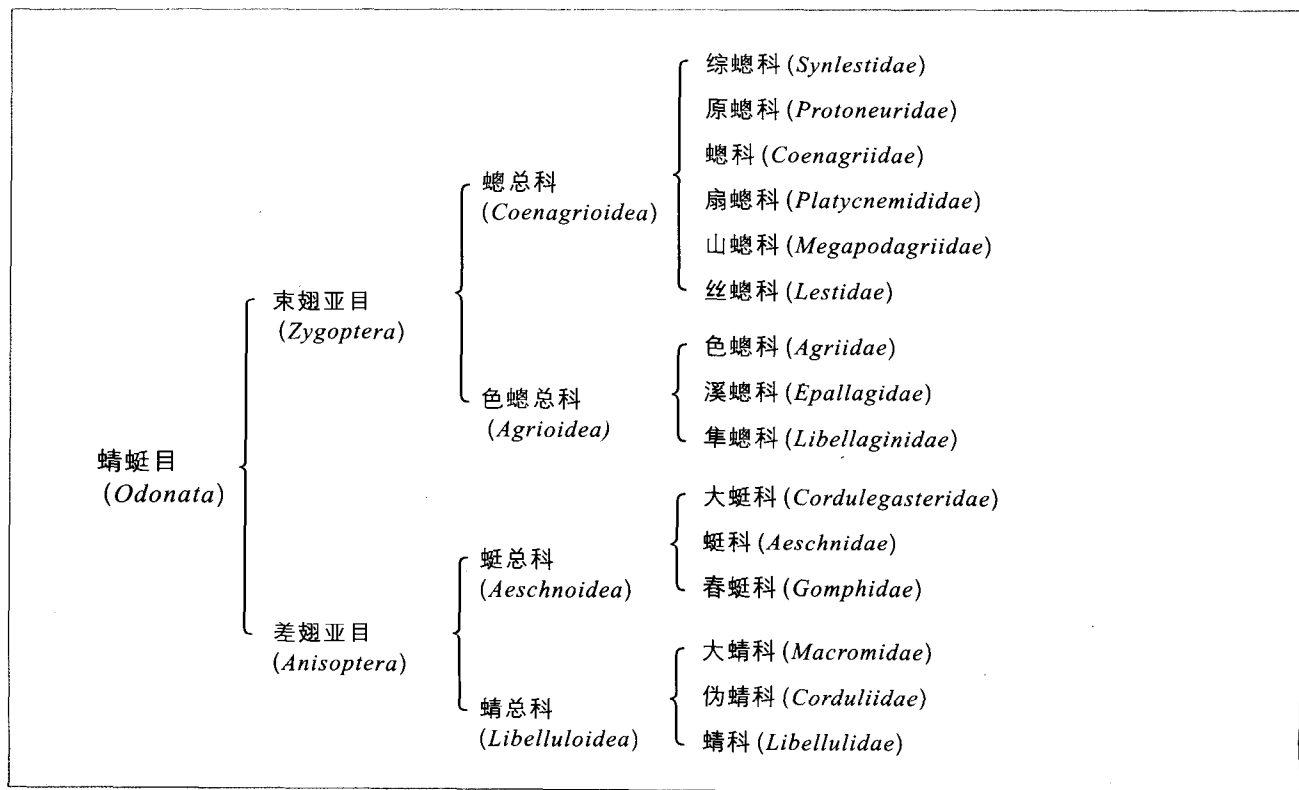 综蟌科 (Synlestidae)
原蟌科 (Protoneuridae)
蟌科 (Coenagriidae)
扇蟌科 (Platycnemididae)
山蟌科 (Megapodagriidae)
丝蟌科 (Lestidae)
蟌总科
(Coenagrioidea)
束翅亚目
(Zygoptera)
色蟌科 (Agriidae)
溪蟌科 (Epallagidae)
隼蟌科 (Libellaginidae)
色蟌总科
(Agrioidea)
蜻蜓目
(Odonata)
大蜓科 (Cordulegasteridae)
蜓科 (Aeschnidae)
春蜓科 (Gomphidae)
蜓总科
(Aeschnoidea)
差翅亚目
(Anisoptera)
大蜻科 (Macromidae)
伪蜻科 (Corduliidae)
蜻科 (Libellulidae)
蜻总科
(Libelluloidea)